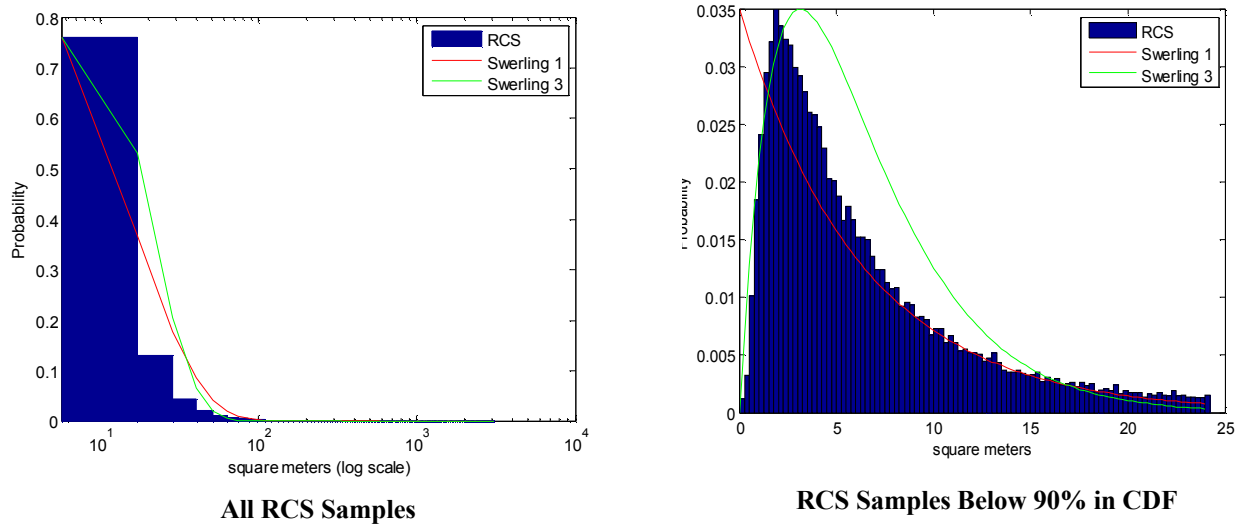 0.8
0.7
0.6
0.5
0.4
0.3
0.2
0.1
0
Probability
RCS
Swerling 1
Swerling 3
10^1
10^2
10^3
10^4
square meters (log scale)
All RCS Samples
0.035
0.03
0.025
0.02
0.015
0.01
0.005
0
Probability
RCS
Swerling 1
Swerling 3
0
5
10
15
20
25
square meters
RCS Samples Below 90% in CDF